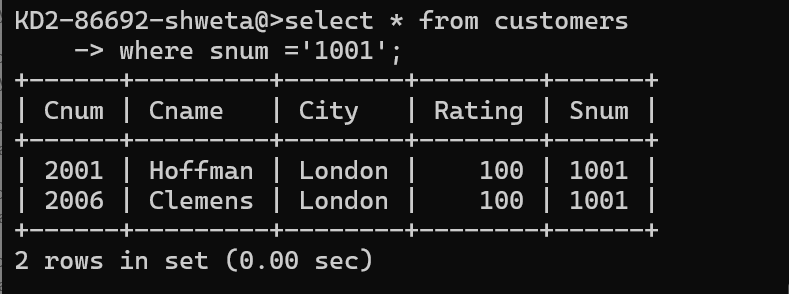 KD2-86692-shweta@>select * from customers
    -> where snum ='1001';
+------+---------+--------+--------+------+
| Cnum | Cname   | City   | Rating | Snum |
+------+---------+--------+--------+------+
| 2001 | Hoffman | London |    100 | 1001 |
| 2006 | Clemens | London |    100 | 1001 |
+------+---------+--------+--------+------+
2 rows in set (0.00 sec)